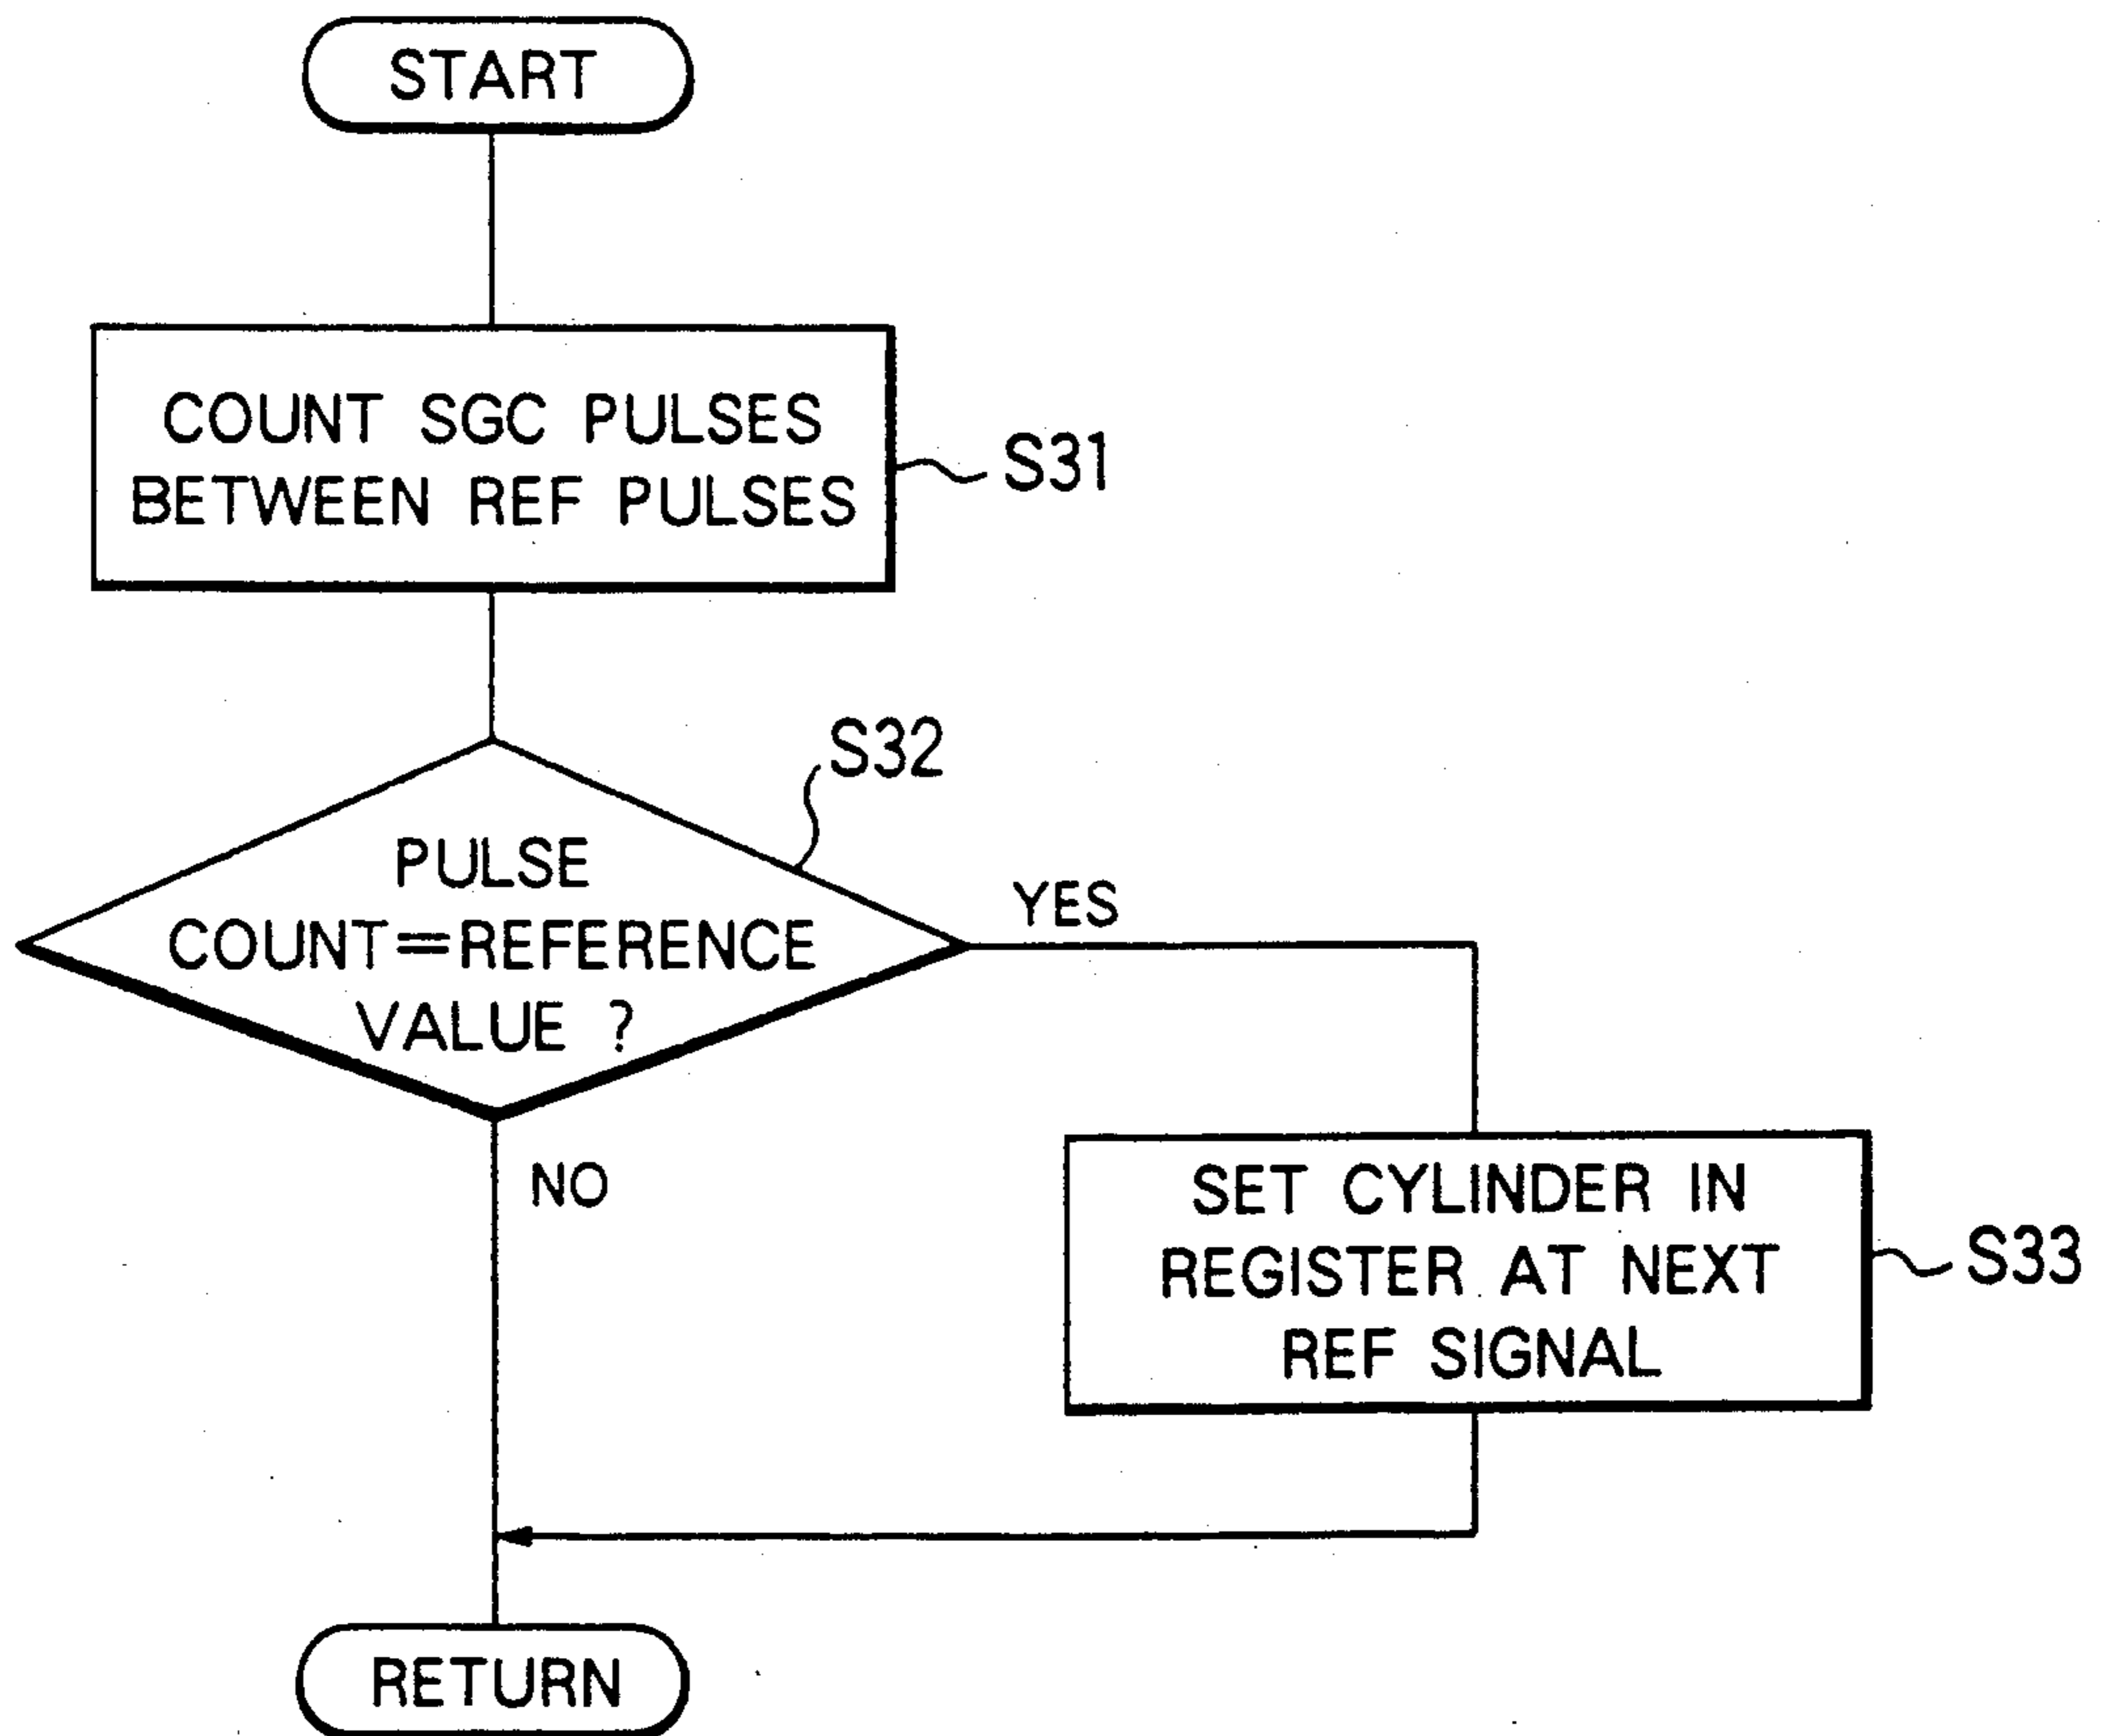 START
COUNT SGC PULSES
BETWEEN REF PULSES
S31
S32
PULSE
COUNT=REFERENCE
VALUE ?
YES
NO
SET CYLINDER IN
REGISTER AT NEXT
REF SIGNAL
S33
RETURN